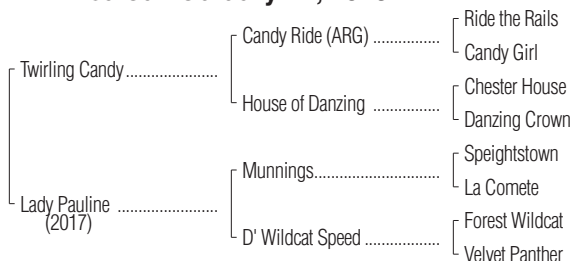 Ride the Rails
Candy Ride (ARG) ................
Candy Girl
Twirling Candy......................
Chester House
House of Danzing ................
Danzing Crown
Speightstown
Munnings..............................
La Comete
Lady Pauline ........................
(2017)
Forest Wildcat
D' Wildcat Speed ..................
Velvet Panther